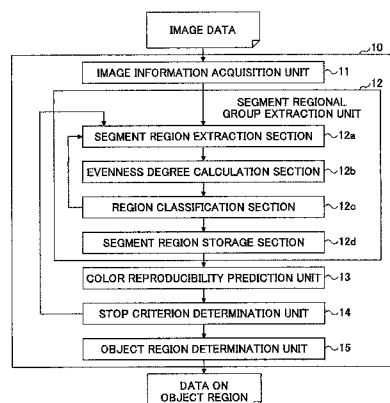 IMAGE DATA
10
IMAGE INFORMATION ACQUISITION UNIT
11
12
SEGMENT REGIONAL
GROUP EXTRACTION UNIT
SEGMENT REGION EXTRACTION SECTION
12a
EVENNESS DEGREE CALCULATION SECTION
12b
REGION CLASSIFICATION SECTION
12c
SEGMENT REGION STORAGE SECTION
12d
COLOR REPRODUCIBILITY PREDICTION UNIT
13
STOP CRITERION DETERMINATION UNIT
14
OBJECT REGION DETERMINATION UNIT
15
DATA ON
OBJECT REGION